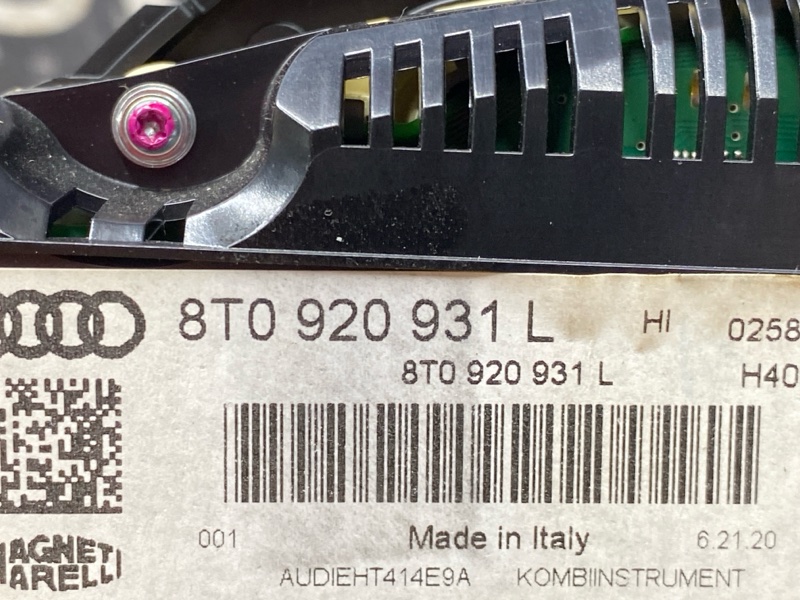 8T0 920 931 L HI 0258
8T0 920 931 L H40
001 Made in Italy 6.21.20
MAGNETI
MARELLI
AUDIEHT414E9A KOMBIINSTRUMENT